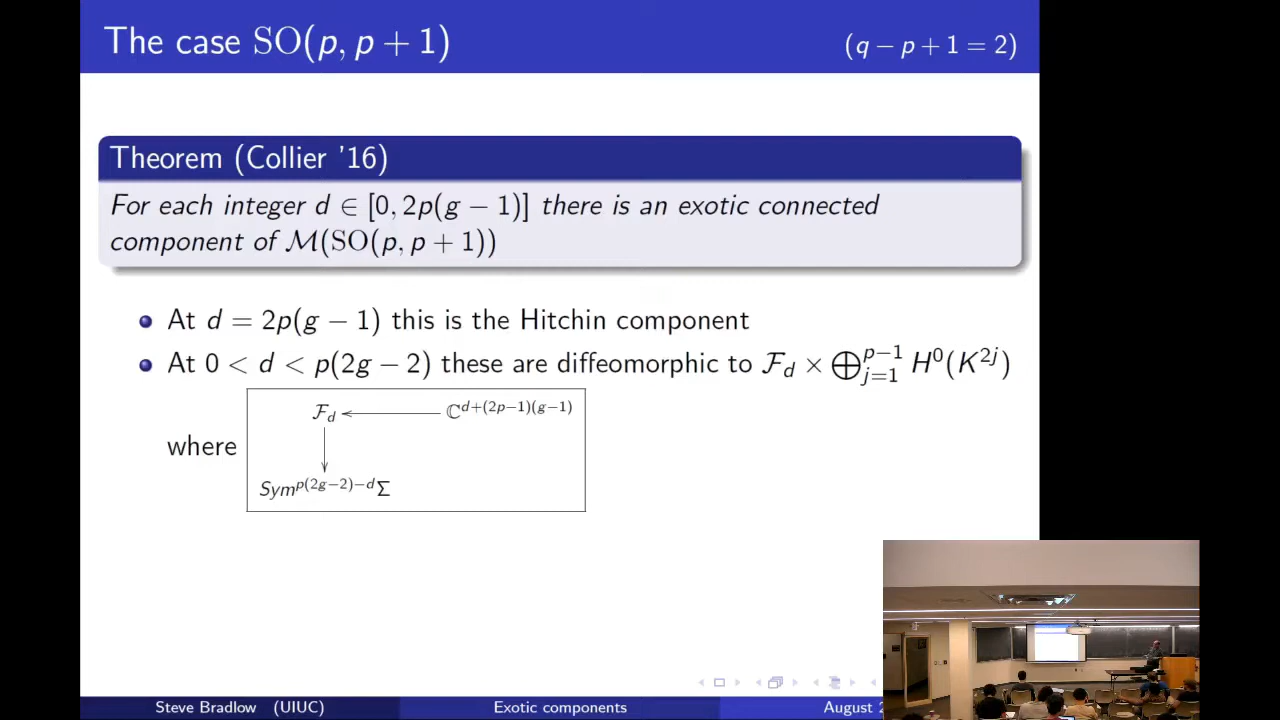 The case SO(p, p + 1) (q − p + 1 = 2)
Theorem (Collier '16)
For each integer d ∈ [0, 2p(g − 1)] there is an exotic connected
component of ℳ(SO(p, p + 1))
At d = 2p(g − 1) this is the Hitchin component
At 0 < d < p(2g − 2) these are diffeomorphic to ℱ_d × ⊕_{j=1}^{p−1} H⁰(K^{2j})
ℱ_d ← ℂ^{d+(2p−1)(g−1)}
where
Sym^{p(2g−2)−d}Σ
Steve Bradlow (UIUC) Exotic components August